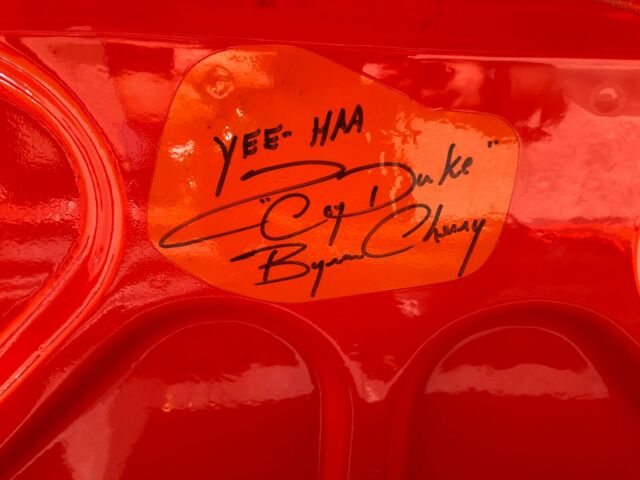 YEE- HAA
"Coy Duke"
Byron Cherry